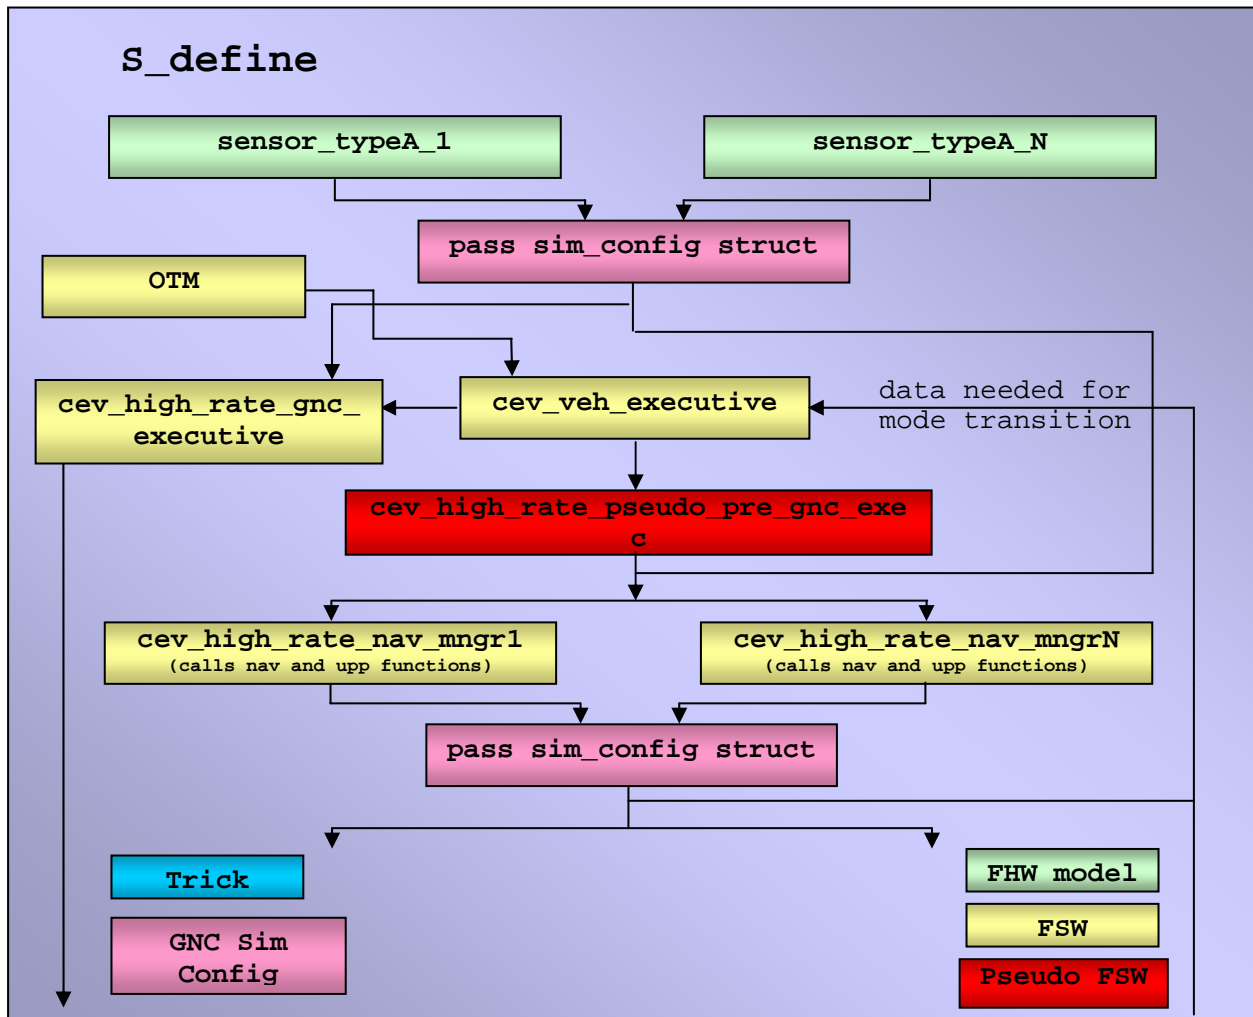 S_define
sensor_typeA_1
sensor_typeA_N
pass sim_config struct
OTM
cev_high_rate_gnc_
executive
cev_veh_executive
data needed for
mode transition
cev_high_rate_pseudo_pre_gnc_exe
c
cev_high_rate_nav_mngr1
(calls nav and upp functions)
cev_high_rate_nav_mngrN
(calls nav and upp functions)
pass sim_config struct
Trick
GNC Sim
Config
FHW model
FSW
Pseudo FSW